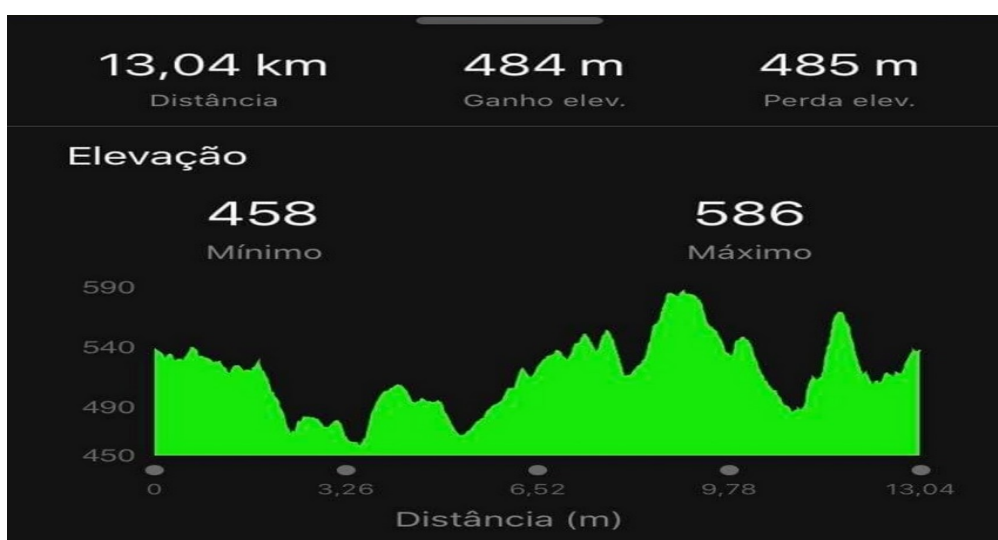 13,04 km 484 m 485 m
Distância Ganho elev. Perda elev.
Elevação
458 586
Mínimo Máximo
590
540
490
450
0 3,26 6,52 9,78 13,04
Distância (m)